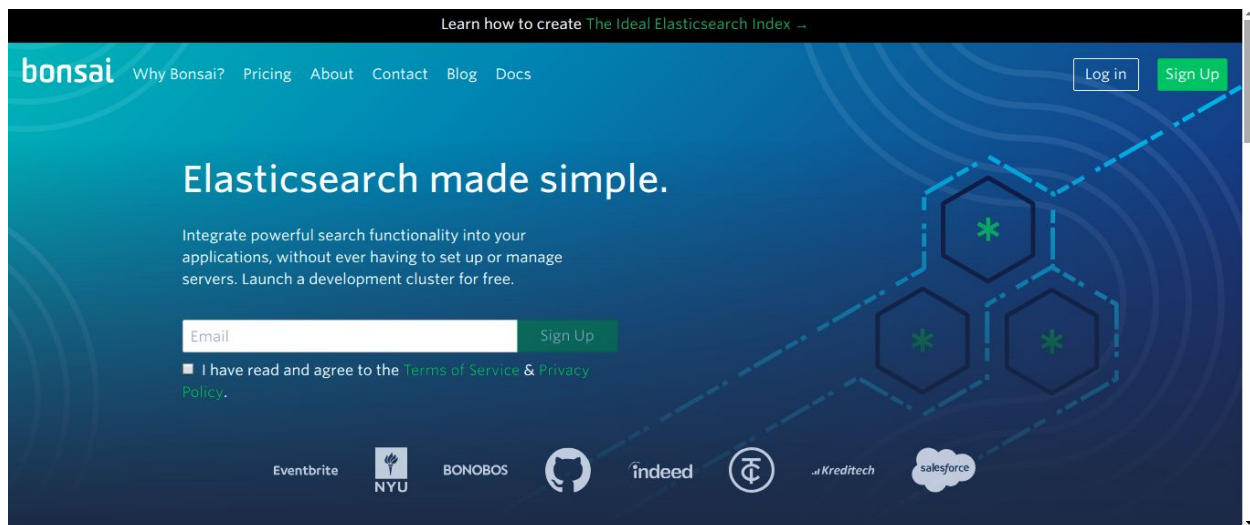 Learn how to create The Ideal Elasticsearch Index →
bonsai Why Bonsai? Pricing About Contact Blog Docs Log in Sign Up
Elasticsearch made simple.
Integrate powerful search functionality into your
applications, without ever having to set up or manage
servers. Launch a development cluster for free.
Email Sign Up
I have read and agree to the Terms of Service & Privacy
Policy.
Eventbrite NYU BONOBOS indeed TC Kreditech salesforce